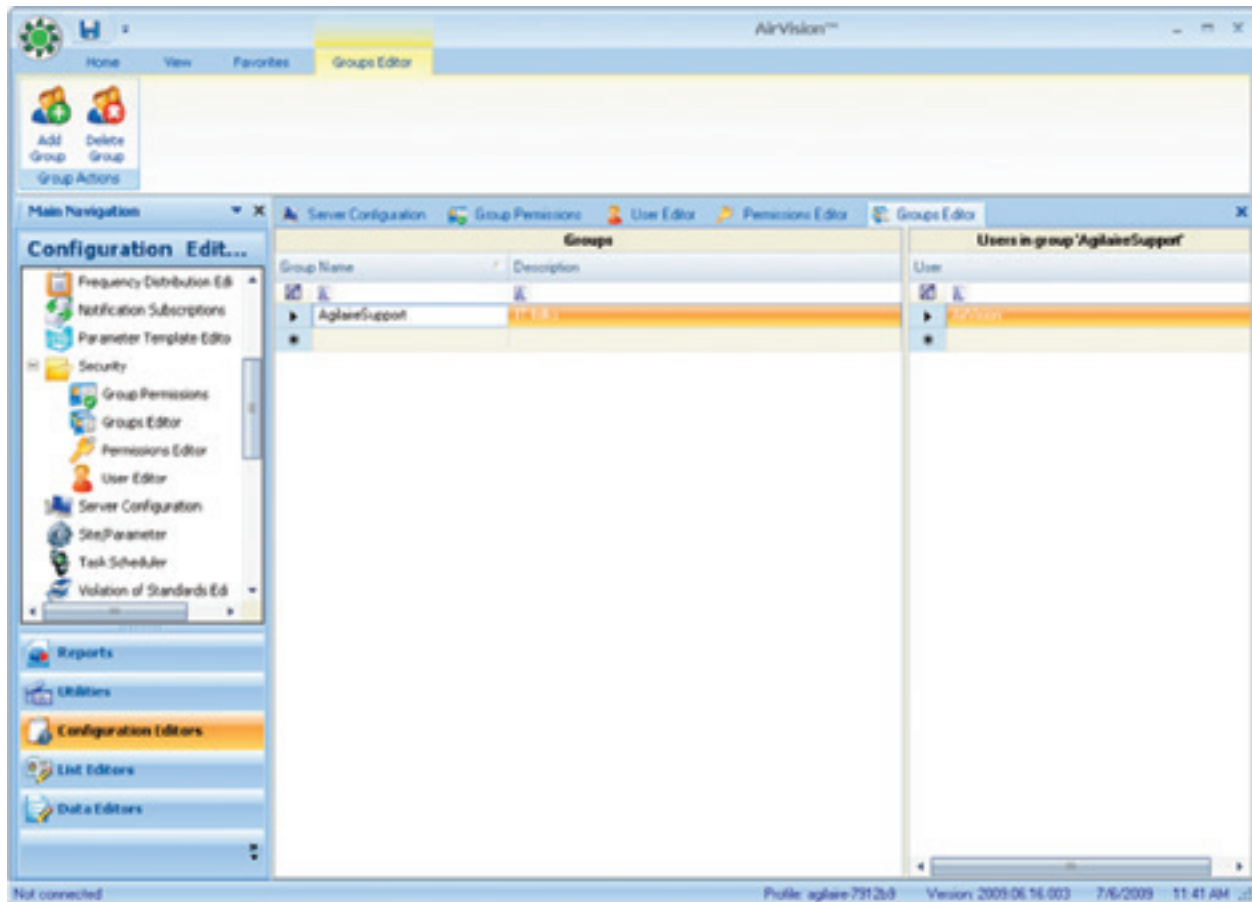 AirVision™
Home View Favorites Groups Editor
Add Group Delete Group
Group Actions
Main Navigation
Server Configuration Group Permissions User Editor Permissions Editor Groups Editor
Configuration Edit...
Groups
Users in group 'AgilaireSupport'
Group Name Description
User
AgilaireSupport
AirVision
Frequency Distribution Edi
Notification Subscriptions
Parameter Template Edito
Security
Group Permissions
Groups Editor
Permissions Editor
User Editor
Server Configuration
Site/Parameter
Task Scheduler
Violation of Standards Edi
Reports
Utilities
Configuration Editors
List Editors
Data Editors
Not connected
Profile: agilaire-7912b9 Version: 2009.06.16.003 7/6/2009 11:41 AM